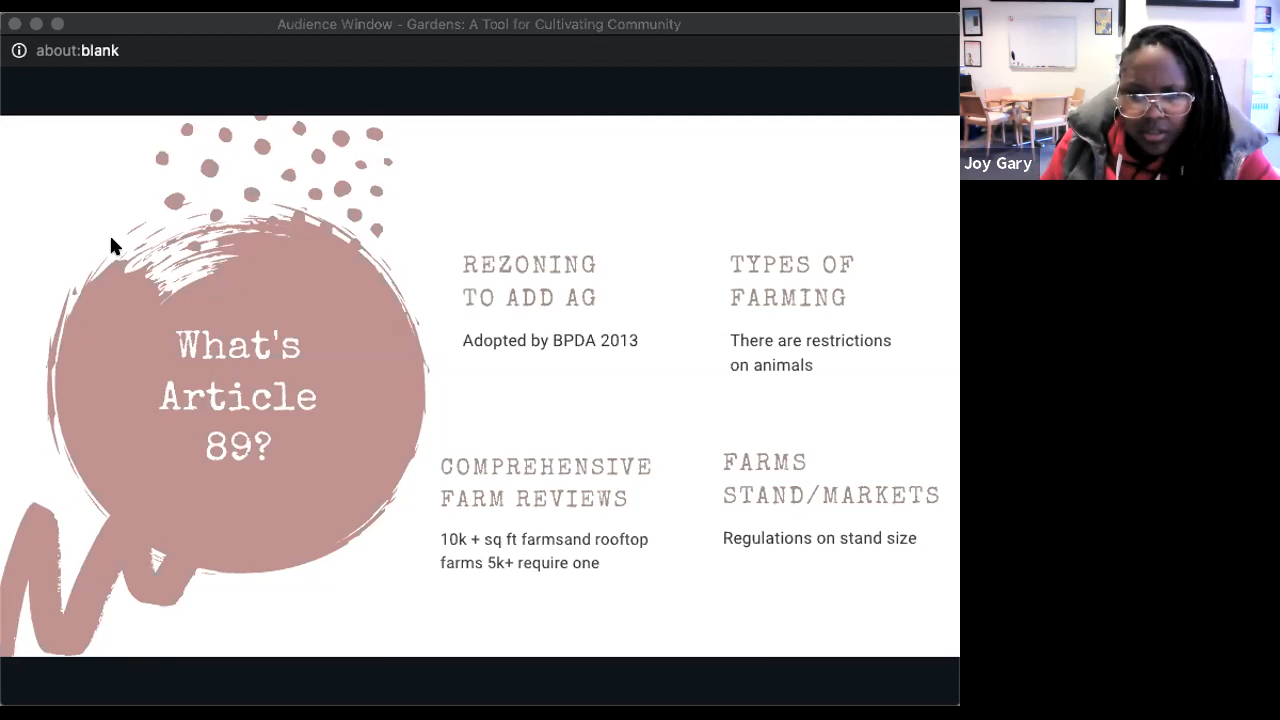 Audience Window - Gardens: A Tool for Cultivating Community
about:blank
Joy Gary
What's
Article
89?
REZONING
TO ADD AG
Adopted by BPDA 2013
TYPES OF
FARMING
There are restrictions
on animals
COMPREHENSIVE
FARM REVIEWS
10k + sq ft farmsand rooftop
farms 5k+ require one
FARMS
STAND/MARKETS
Regulations on stand size